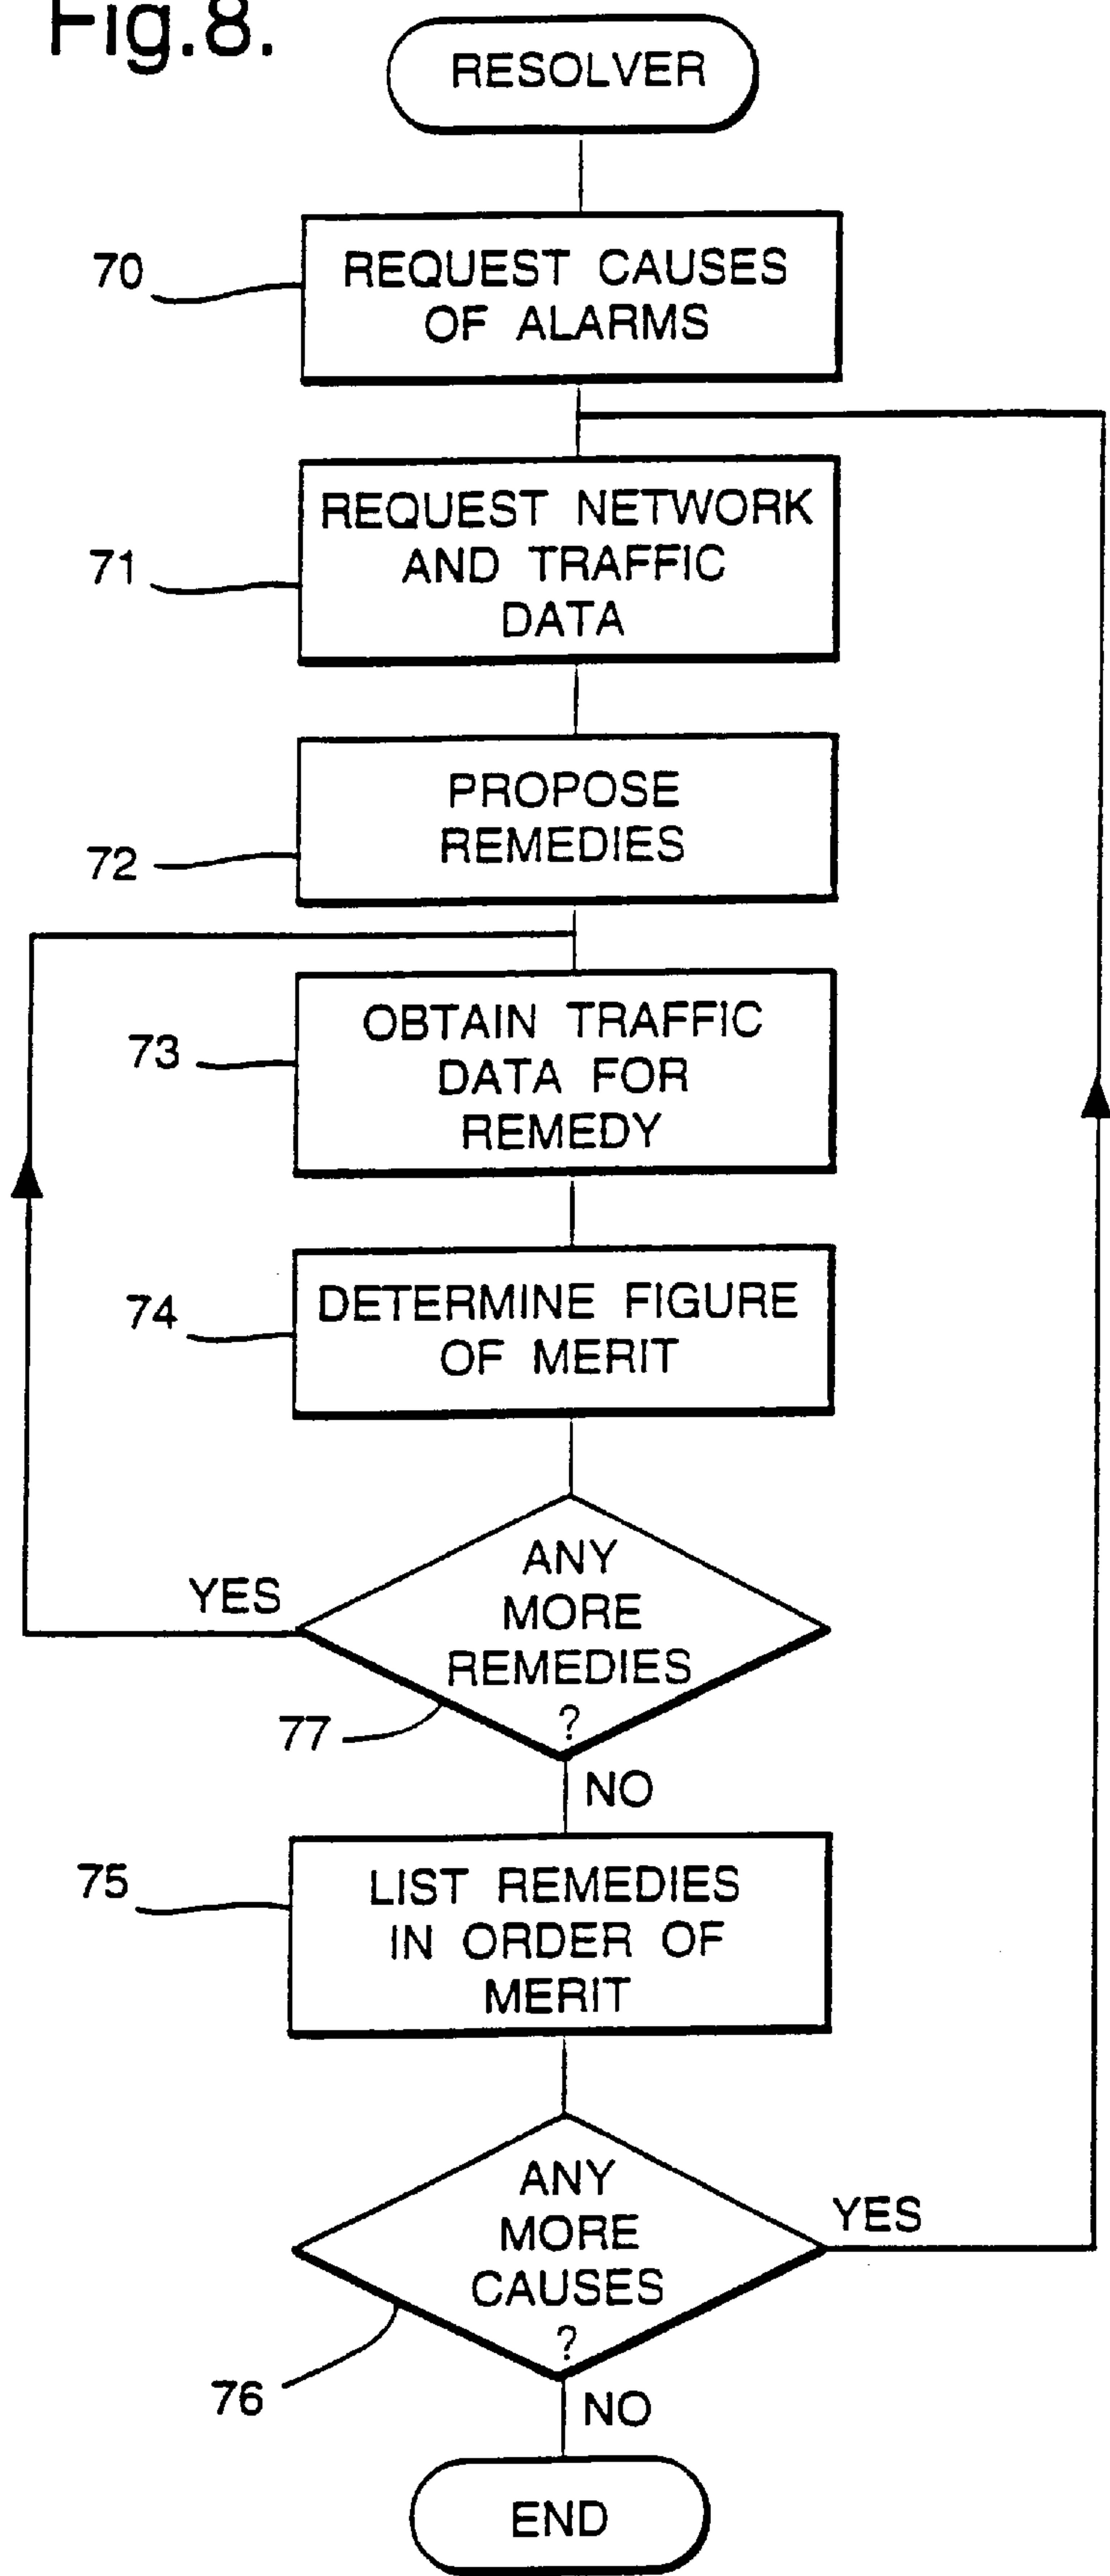 Fig.8.
RESOLVER
70
REQUEST CAUSES
OF ALARMS
71
REQUEST NETWORK
AND TRAFFIC
DATA
72
PROPOSE
REMEDIES
73
OBTAIN TRAFFIC
DATA FOR
REMEDY
74
DETERMINE FIGURE
OF MERIT
YES
ANY
MORE
REMEDIES
?
77
NO
75
LIST REMEDIES
IN ORDER OF
MERIT
ANY
MORE
CAUSES
?
YES
76
NO
END